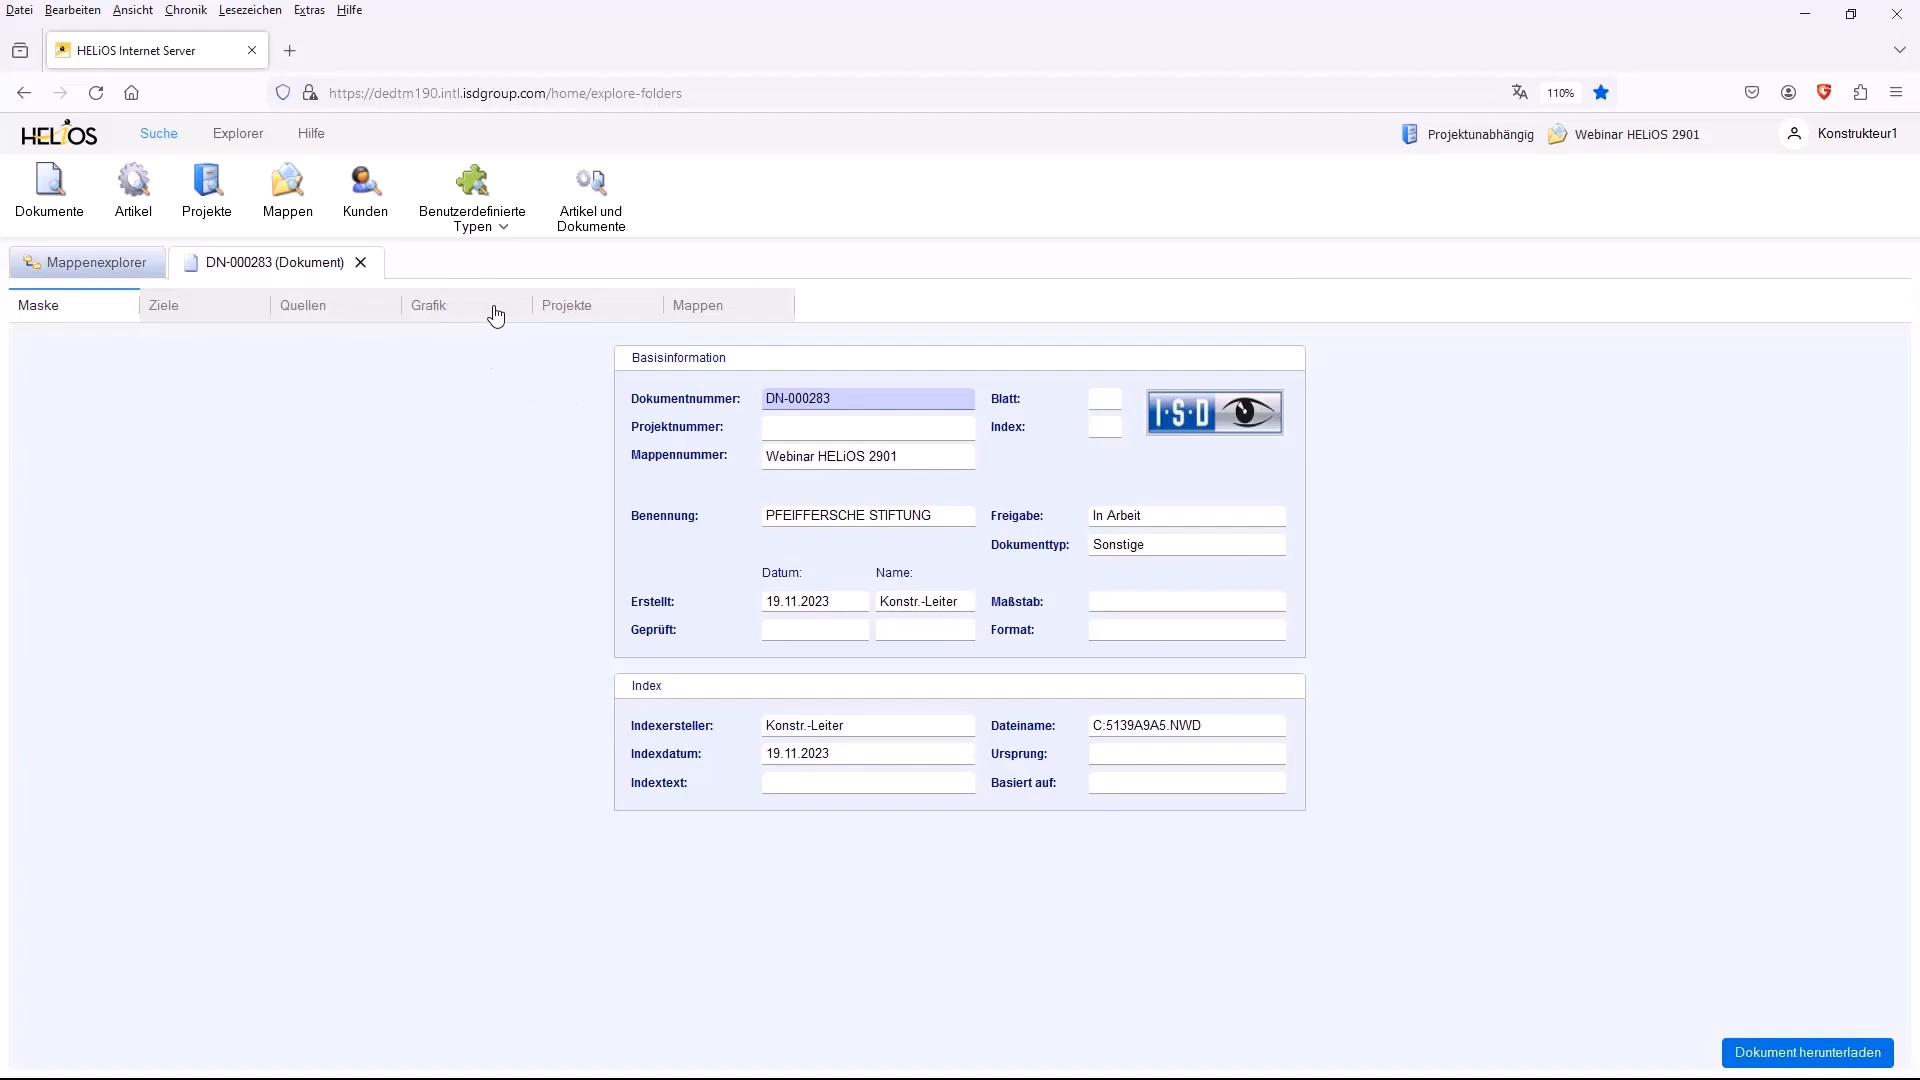 Datei Bearbeiten Ansicht Chronik Lesezeichen Extras Hilfe
HELiOS Internet Server
https://dedtm190.intl.isdgroup.com/home/explore-folders
110%
HELiOS
Suche Explorer Hilfe
Projektunabhängig
Webinar HELiOS 2901
Konstrukteur1
Dokumente
Artikel
Projekte
Mappen
Kunden
Benutzerdefinierte
Typen
Artikel und
Dokumente
Mappenexplorer
DN-000283 (Dokument)
Maske Ziele Quellen Grafik Projekte Mappen
Basisinformation
Dokumentnummer: DN-000283 Blatt:
I·S·D
Projektnummer: Index:
Mappennummer: Webinar HELiOS 2901
Benennung: PFEIFFERSCHE STIFTUNG Freigabe: In Arbeit
Dokumenttyp: Sonstige
Datum: Name:
Erstellt: 19.11.2023 Konstr.-Leiter Maßstab:
Geprüft: Format:
Index
Indexersteller: Konstr.-Leiter Dateiname: C:5139A9A5.NWD
Indexdatum: 19.11.2023 Ursprung:
Indextext: Basiert auf:
Dokument herunterladen